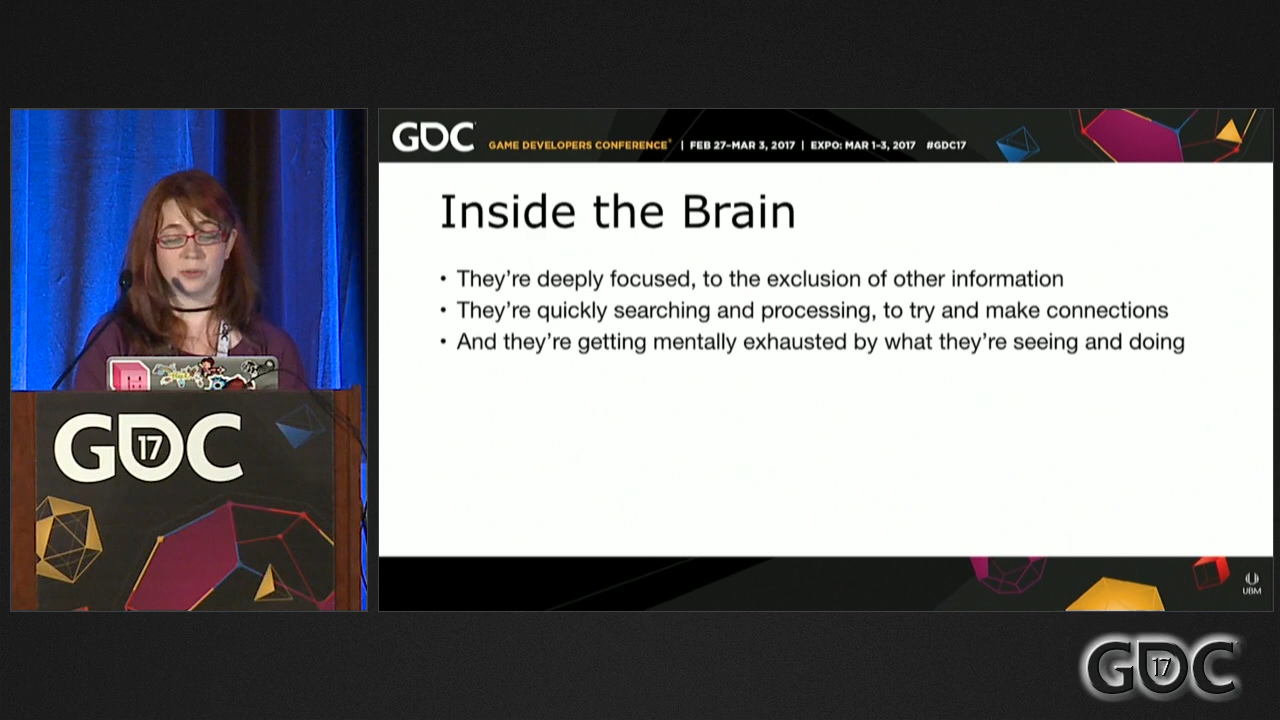 GDC
GAME DEVELOPERS CONFERENCE® | FEB 27–MAR 3, 2017 | EXPO: MAR 1–3, 2017 #GDC17
Inside the Brain
• They’re deeply focused, to the exclusion of other information
• They’re quickly searching and processing, to try and make connections
• And they’re getting mentally exhausted by what they’re seeing and doing
GDC
17
UBM
GDC
17